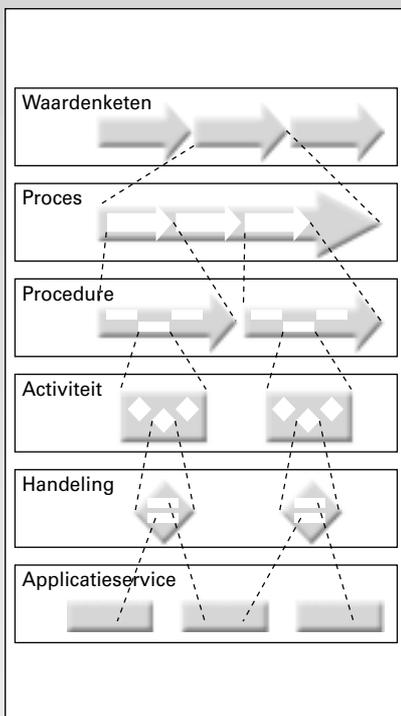 Waardenketen
Proces
Procedure
Activiteit
Handeling
Applicatieservice